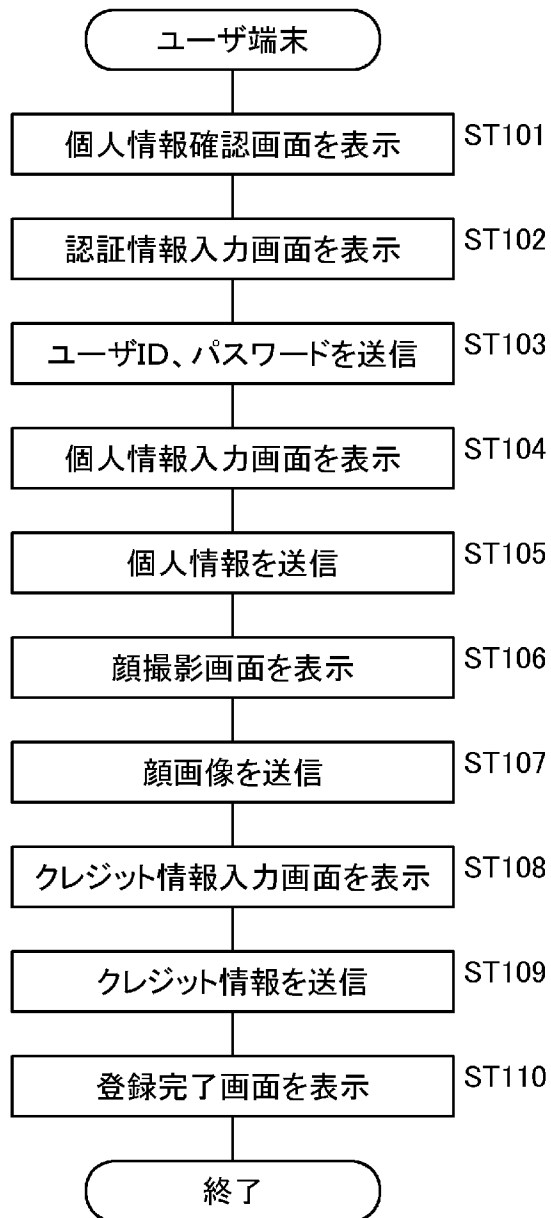 ユーザ端末
個人情報確認画面を表示 ST101
認証情報入力画面を表示 ST102
ユーザID、パスワードを送信 ST103
個人情報入力画面を表示 ST104
個人情報を送信 ST105
顔撮影画面を表示 ST106
顔画像を送信 ST107
クレジット情報入力画面を表示 ST108
クレジット情報を送信 ST109
登録完了画面を表示 ST110
終了